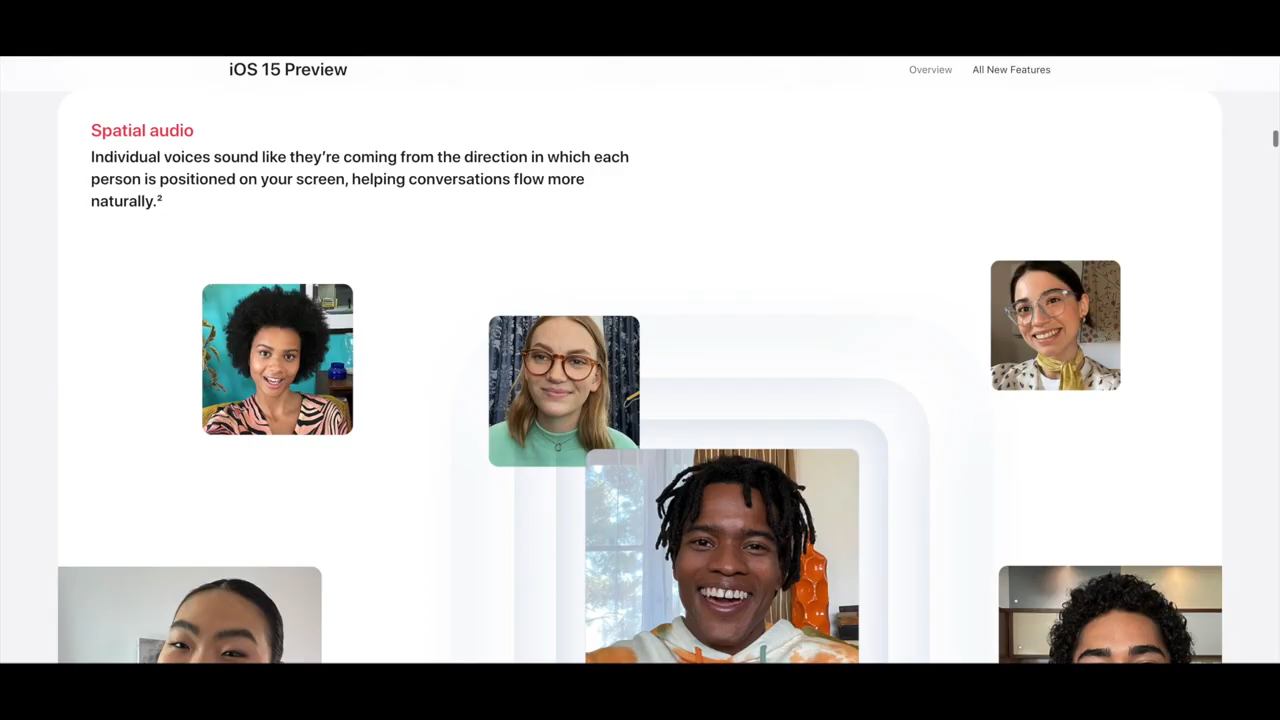 iOS 15 Preview
Overview
All New Features
Spatial audio
Individual voices sound like they’re coming from the direction in which each
person is positioned on your screen, helping conversations flow more
naturally.²